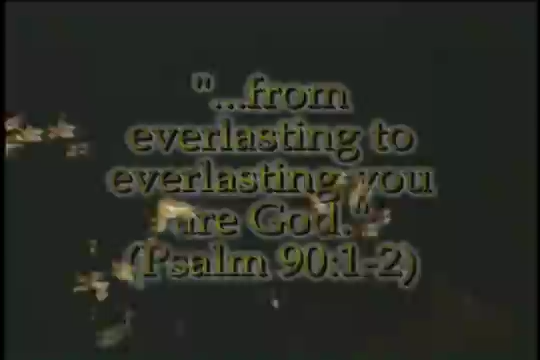 "...from
everlasting to
everlasting you
are God."
(Psalm 90:1-2)